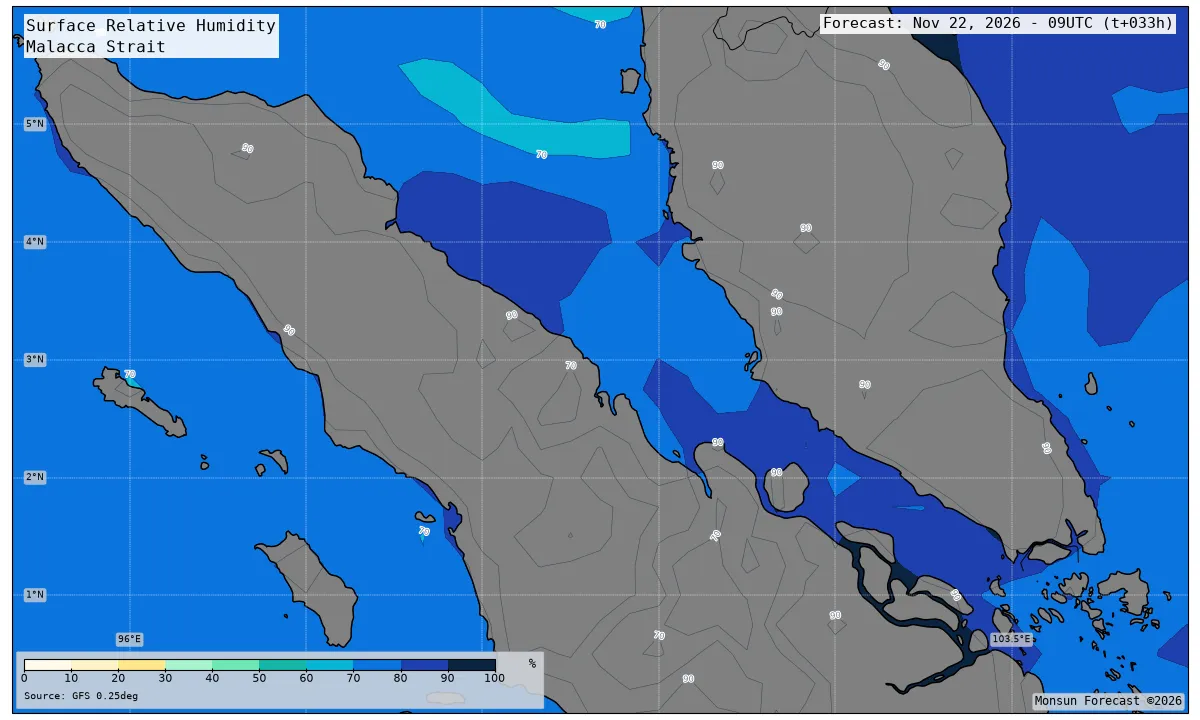 Surface Relative Humidity
Malacca Strait
Forecast: Nov 22, 2026 - 09UTC (t+033h)
70
90
5°N
90
70
90
4°N
90
90
90
90
90
3°N
70
70
90
90
90
2°N
90
70
70
1°N
90
90
96°E
70
103.5°E
90
%
0 10 20 30 40 50 60 70 80 90 100
Source: GFS 0.25deg
Monsun Forecast ©2026